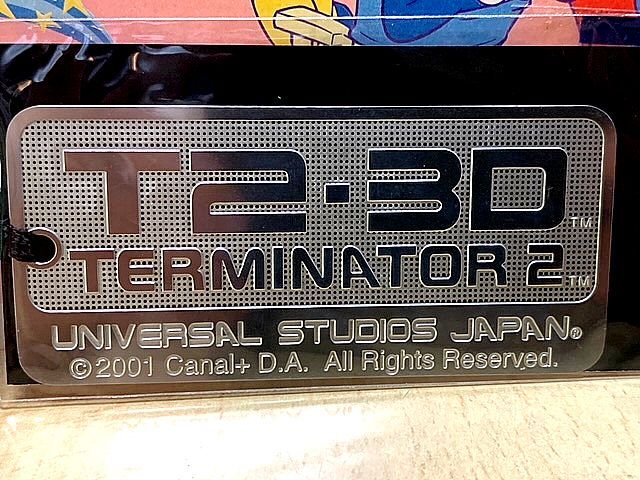 T2·3D™
TERMINATOR 2™
UNIVERSAL STUDIOS JAPAN®
©2001 Canal+ D.A. All Rights Reserved.